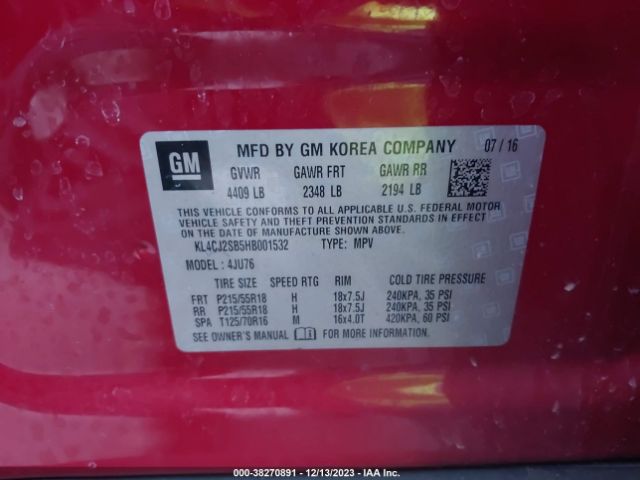 GM
MFD BY GM KOREA COMPANY 07/16
GVWR GAWR FRT GAWR RR
4409 LB 2348 LB 2194 LB
THIS VEHICLE CONFORMS TO ALL APPLICABLE U.S. FEDERAL MOTOR
VEHICLE SAFETY AND THEFT PREVENTION STANDARDS IN EFFECT ON
THE DATE OF MANUFACTURE SHOWN ABOVE.
KL4CJ2SB5HB001532 TYPE: MPV
MODEL: 4JU76
TIRE SIZE SPEED RTG RIM COLD TIRE PRESSURE
FRT P215/55R18 H 18x7.5J 240KPA, 35 PSI
RR P215/55R18 H 18x7.5J 240KPA, 35 PSI
SPA T125/70R16 M 16x4.0T 420KPA, 60 PSI
SEE OWNER'S MANUAL FOR MORE INFORMATION.
000-38270891 - 12/13/2023 - IAA Inc.